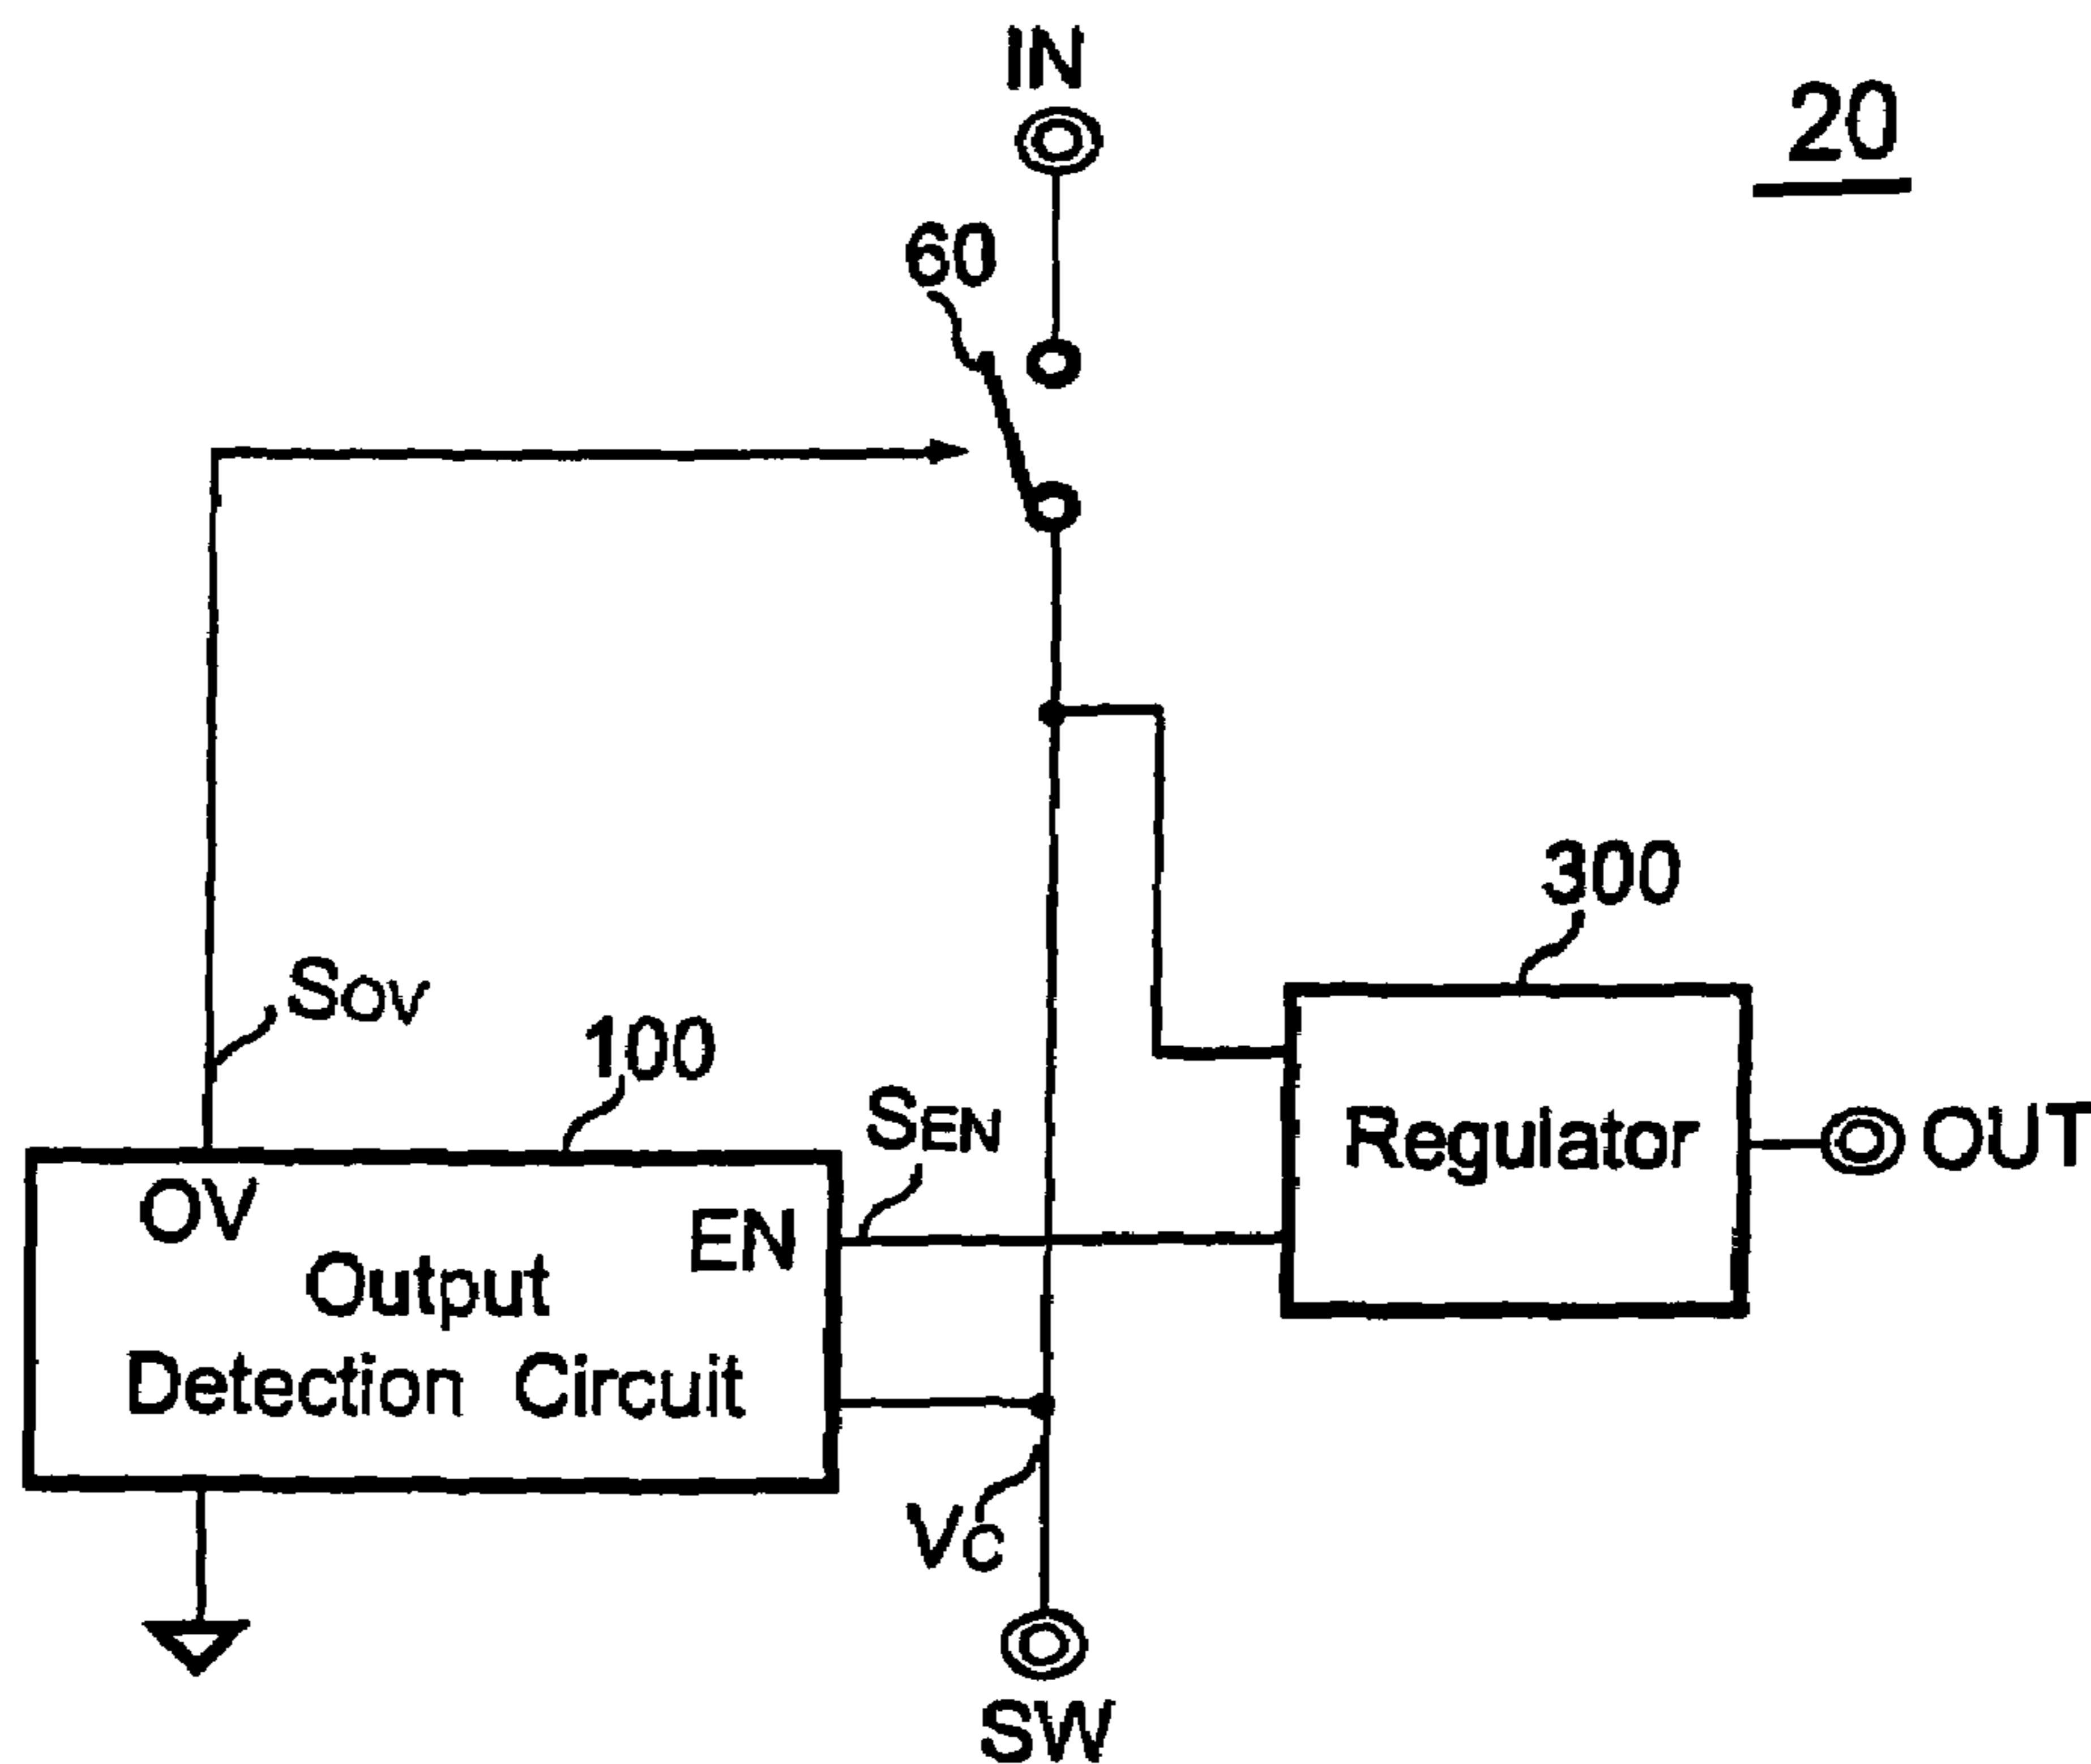 IN
20
60
300
SOV
100
SEN
Regulator
OUT
OV
EN
Output
Detection Circuit
VC
SW